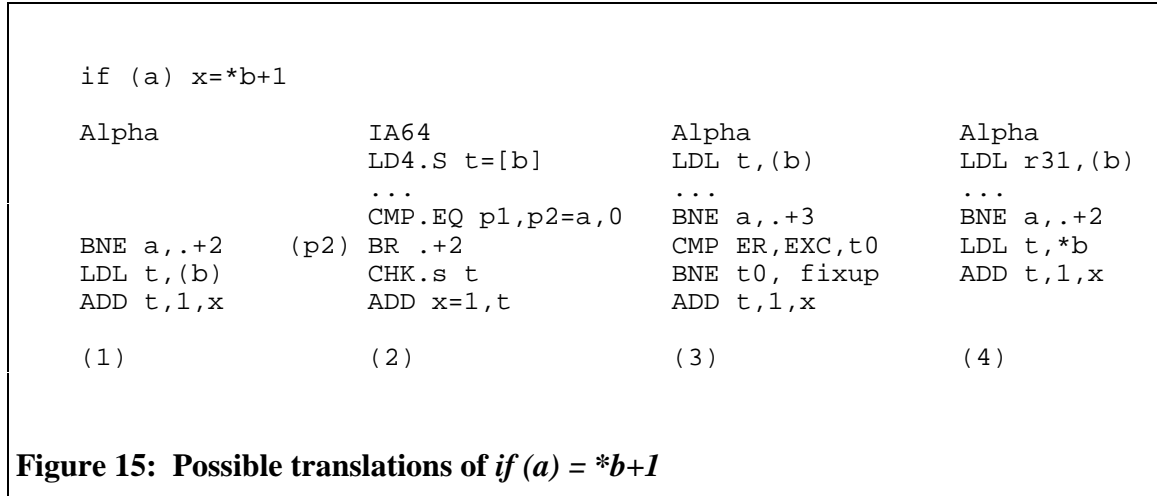 if (a) x=*b+1
Alpha IA64 Alpha Alpha
LD4.S t=[b] LDL t,(b) LDL r31,(b)
... ... ...
CMP.EQ p1,p2=a,0 BNE a,.+3 BNE a,.+2
BNE a,.+2 (p2) BR .+2 CMP ER,EXC,t0 LDL t,*b
LDL t,(b) CHK.s t BNE t0, fixup ADD t,1,x
ADD t,1,x ADD x=1,t ADD t,1,x
(1) (2) (3) (4)
Figure 15: Possible translations of if (a) = *b+1